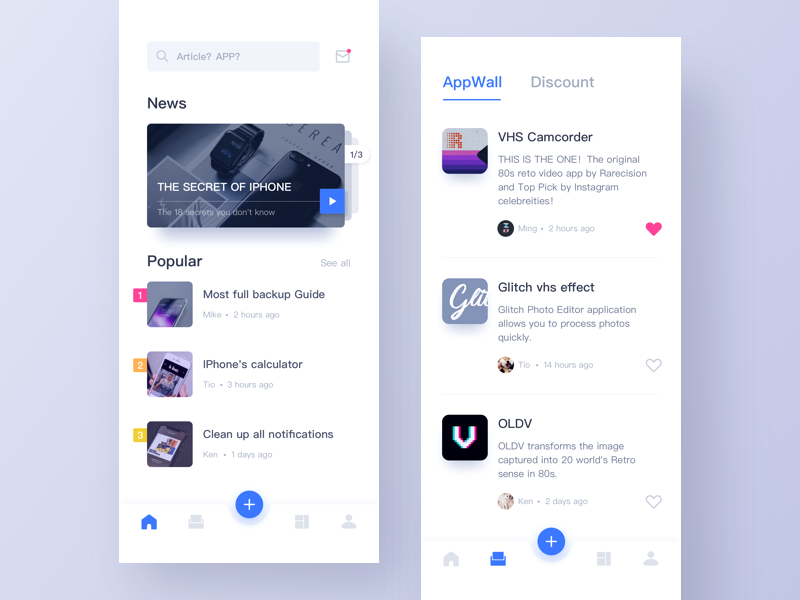 Article? APP?
News
EREA
1/3
THE SECRET OF IPHONE
The 18 secrets you don't know
Popular
See all
1
Most full backup Guide
Mike • 2 hours ago
2
IPhone's calculator
Tio • 3 hours ago
3
Clean up all notifications
Ken • 1 days ago
AppWall
Discount
R
VHS Camcorder
THIS IS THE ONE! The original
80s reto video app by Rarecision
and Top Pick by Instagram
celebreities!
Ming • 2 hours ago
Glit
Glitch vhs effect
Glitch Photo Editor application
allows you to process photos
quickly.
Tio • 14 hours ago
V
OLDV
OLDV transforms the image
captured into 20 world's Retro
sense in 80s.
Ken • 2 days ago